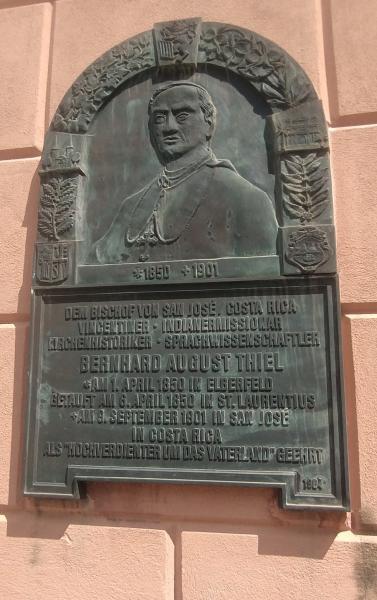 *1850 +1901
DEM BISCHOF VON SAN JOSÉ, COSTA RICA
VINCENTINER - INDIANERMISSIONAR
KIRCHENHISTORIKER - SPRACHWISSENSCHAFTLER
BERNHARD AUGUST THIEL
*AM 1. APRIL 1850 IN ELBERFELD
GETAUFT AM 6. APRIL 1850 IN ST. LAURENTIUS
+AM 9. SEPTEMBER 1901 IN SAN JOSÉ
IN COSTA RICA
ALS "HOCHVERDIENTER UM DAS VATERLAND" GEEHRT